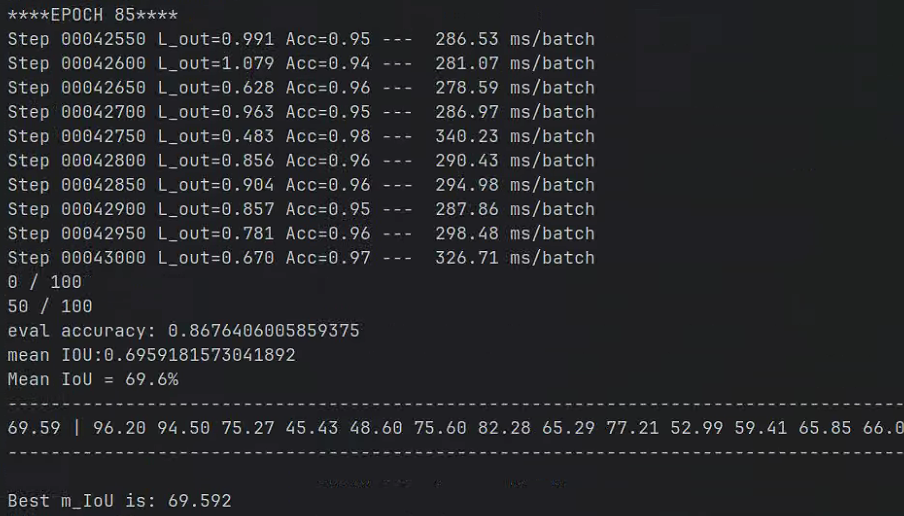 ****EPOCH 85****
Step 00042550 L_out=0.991 Acc=0.95 ---  286.53 ms/batch
Step 00042600 L_out=1.079 Acc=0.94 ---  281.07 ms/batch
Step 00042650 L_out=0.628 Acc=0.96 ---  278.59 ms/batch
Step 00042700 L_out=0.963 Acc=0.95 ---  286.97 ms/batch
Step 00042750 L_out=0.483 Acc=0.98 ---  340.23 ms/batch
Step 00042800 L_out=0.856 Acc=0.96 ---  290.43 ms/batch
Step 00042850 L_out=0.904 Acc=0.96 ---  294.98 ms/batch
Step 00042900 L_out=0.857 Acc=0.95 ---  287.86 ms/batch
Step 00042950 L_out=0.781 Acc=0.96 ---  298.48 ms/batch
Step 00043000 L_out=0.670 Acc=0.97 ---  326.71 ms/batch
0 / 100
50 / 100
eval accuracy: 0.8676406005859375
mean IOU:0.6959181573041892
Mean IoU = 69.6%
-------------------------------------------------------------------------------------
69.59 | 96.20 94.50 75.27 45.43 48.60 75.60 82.28 65.29 77.21 52.99 59.41 65.85 66.0
-------------------------------------------------------------------------------------
Best m_IoU is: 69.592